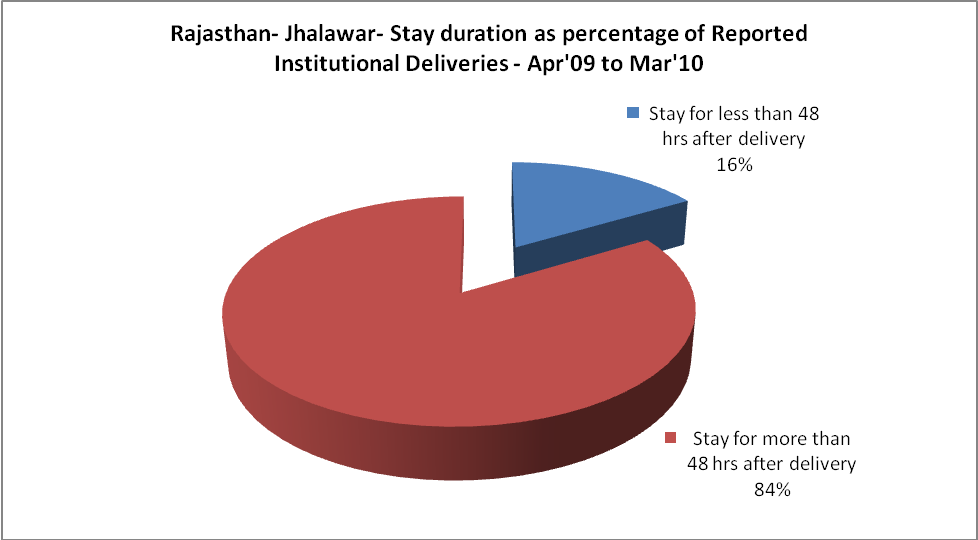 Rajasthan- Jhalawar- Stay duration as percentage of Reported
Institutional Deliveries - Apr'09 to Mar'10
Stay for less than 48
hrs after delivery
16%
Stay for more than
48 hrs after delivery
84%